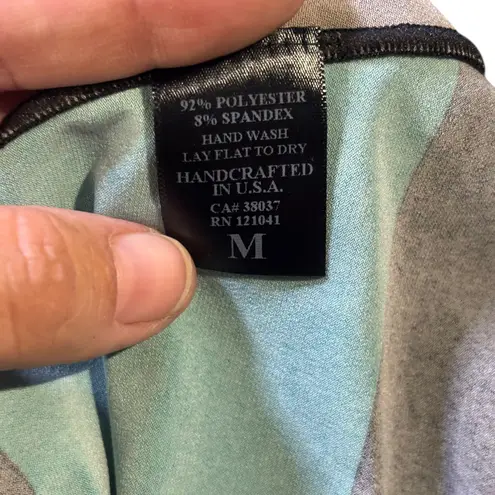 92% POLYESTER
8% SPANDEX
HAND WASH
LAY FLAT TO DRY
HANDCRAFTED
IN U.S.A.
CA# 38037
RN 121041
M